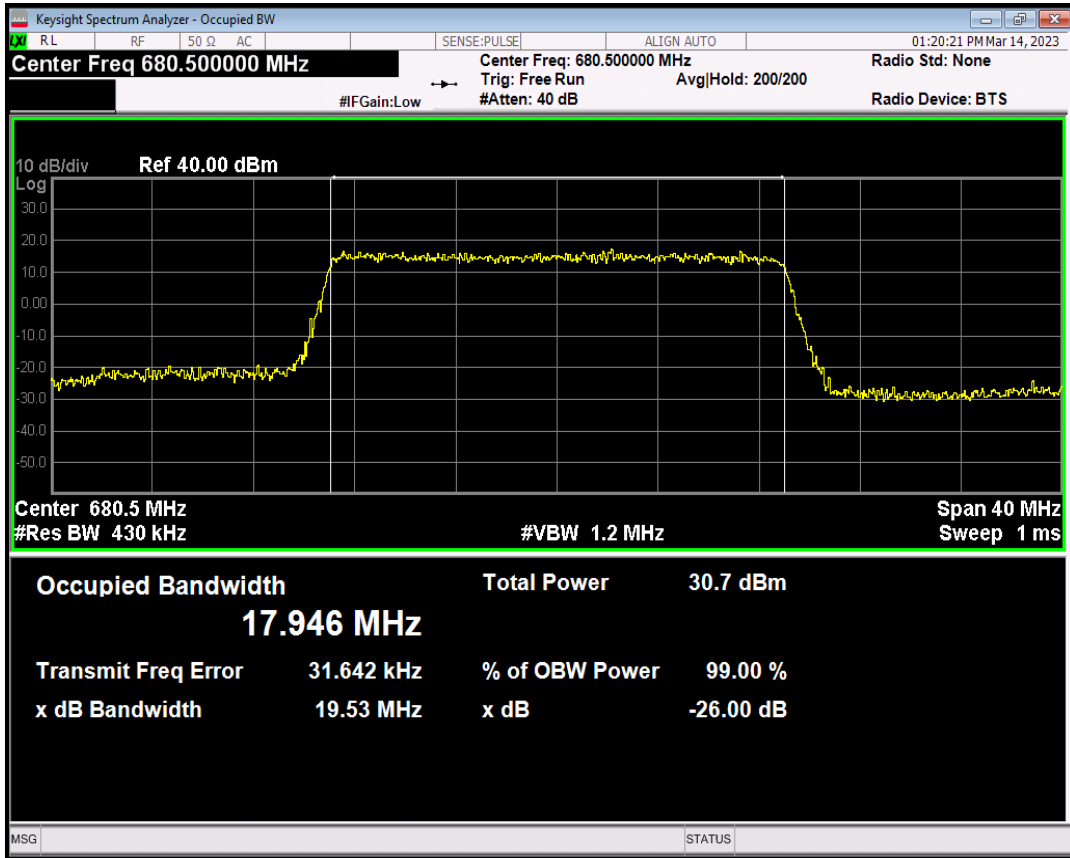 Keysight Spectrum Analyzer - Occupied BW
LXI RL RF 50 Ω AC SENSE:PULSE ALIGN AUTO 01:20:21 PM Mar 14, 2023
Center Freq 680.500000 MHz Center Freq: 680.500000 MHz Radio Std: None
Trig: Free Run Avg|Hold: 200/200
#IFGain:Low #Atten: 40 dB Radio Device: BTS
10 dB/div Ref 40.00 dBm
Log
30.0
20.0
10.0
0.00
-10.0
-20.0
-30.0
-40.0
-50.0
Center 680.5 MHz Span 40 MHz
#Res BW 430 kHz #VBW 1.2 MHz Sweep 1 ms
Occupied Bandwidth Total Power 30.7 dBm
17.946 MHz
Transmit Freq Error 31.642 kHz % of OBW Power 99.00 %
x dB Bandwidth 19.53 MHz x dB -26.00 dB
MSG STATUS